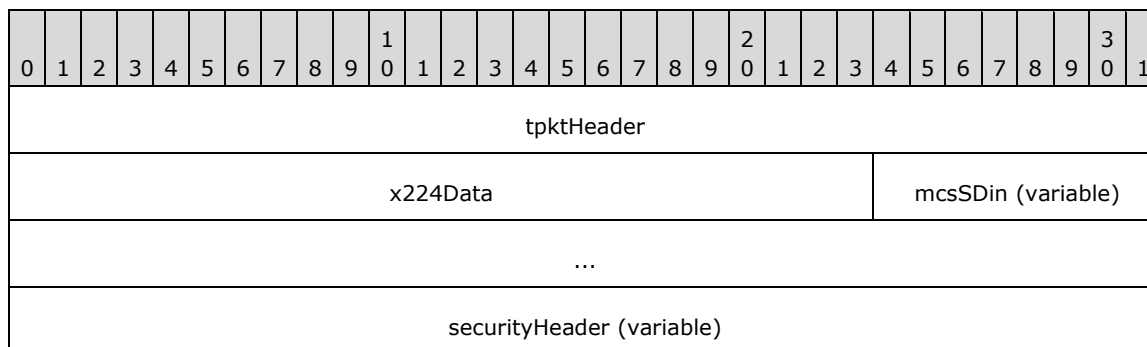 1 2 3
0 1 2 3 4 5 6 7 8 9 0 1 2 3 4 5 6 7 8 9 0 1 2 3 4 5 6 7 8 9 0 1
tpktHeader
x224Data mcsSDin (variable)
...
securityHeader (variable)